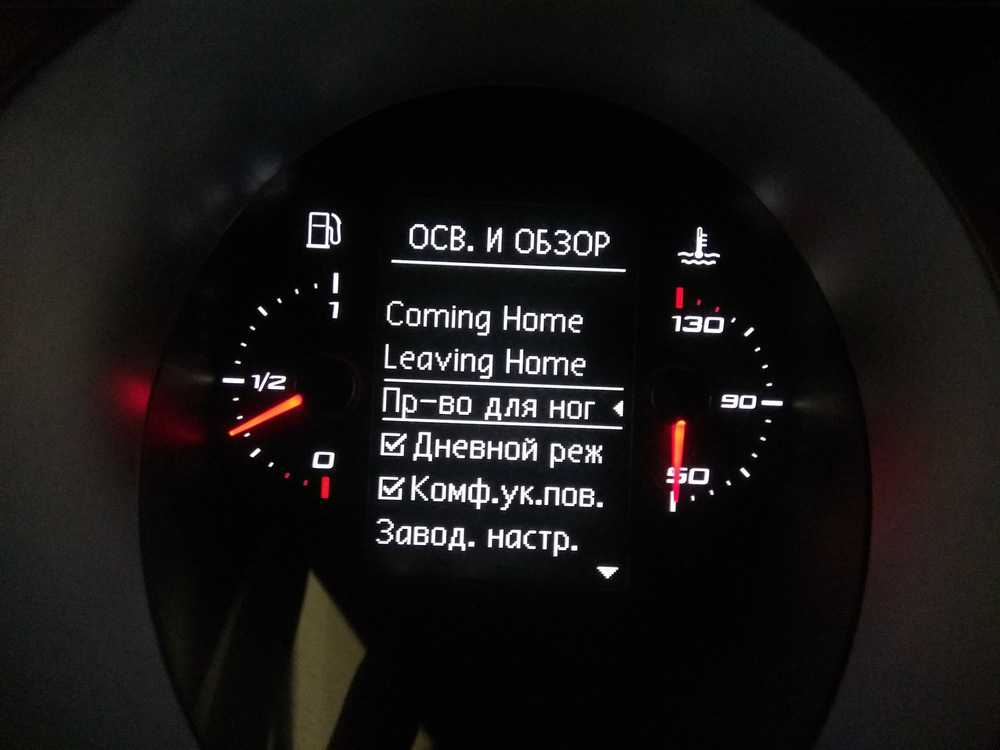 ОСВ. И ОБЗОР
Coming Home
Leaving Home
Пр-во для ног
Дневной реж
Комф.ук.пов.
Завод. настр.
1
1/2
0
130
90
50